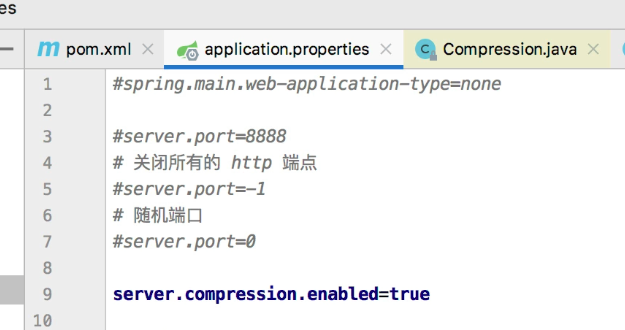 es
pom.xml
application.properties
Compression.java
1 #spring.main.web-application-type=none
2
3 #server.port=8888
4 # 关闭所有的 http 端点
5 #server.port=-1
6 # 随机端口
7 #server.port=0
8
9 server.compression.enabled=true
10